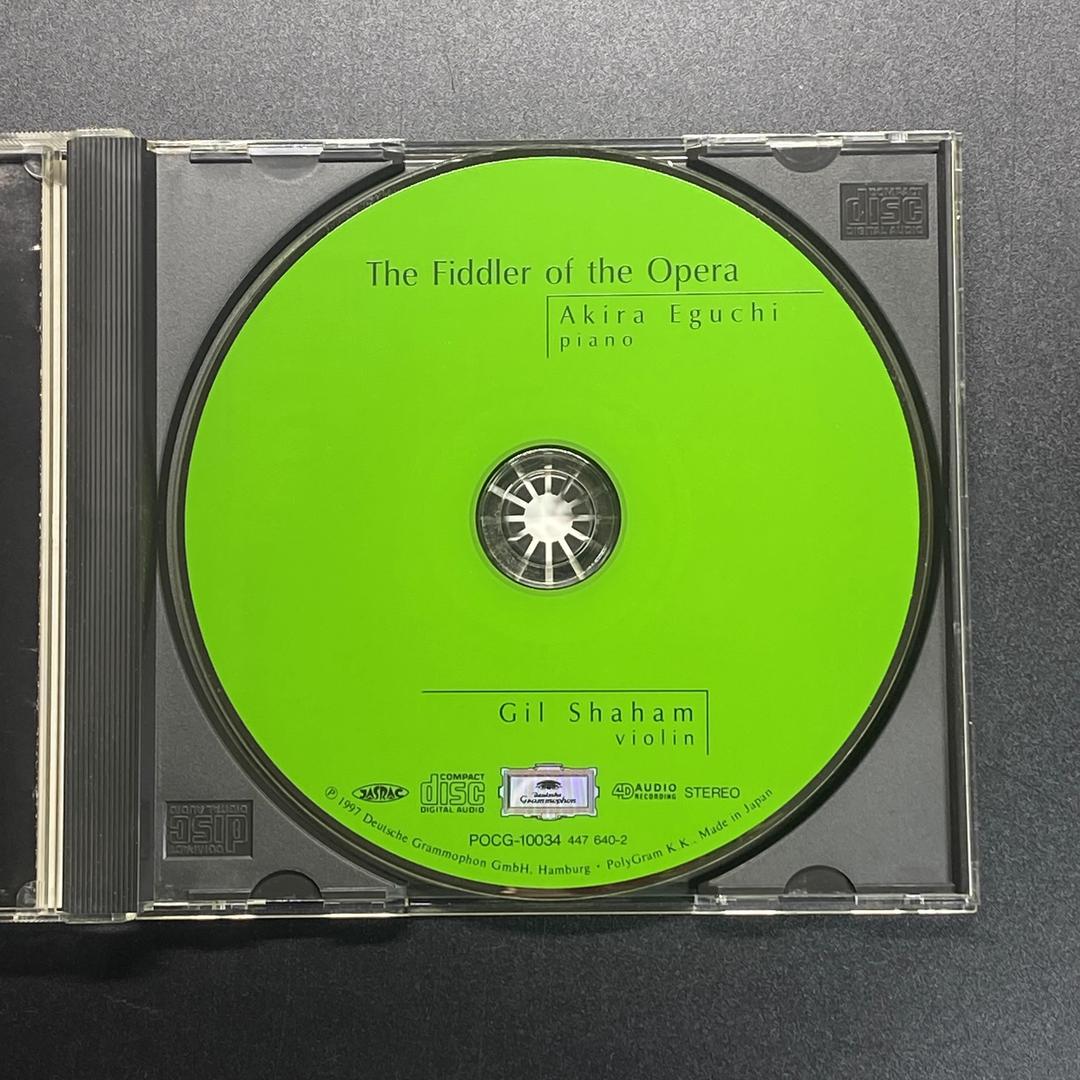 The Fiddler of the Opera
Akira Eguchi
piano
COMPACT
disc
DIGITAL AUDIO
Gil Shaham
violin
JASRAC
COMPACT
disc
DIGITAL AUDIO
Deutsche
Grammophon
4D AUDIO
RECORDING
STEREO
POCG-10034 447 640-2
℗ 1997 Deutsche Grammophon GmbH, Hamburg • PolyGram K.K., Made in Japan
COMPACT
disc
DIGITAL AUDIO